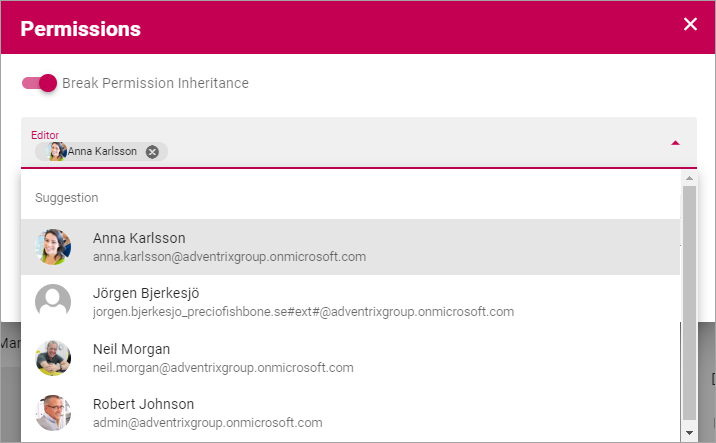 Permissions
Break Permission Inheritance
Editor
Anna Karlsson
Suggestion
Anna Karlsson
anna.karlsson@adventrixgroup.onmicrosoft.com
Jörgen Bjerkesjö
jorgen.bjerkesjo_preciofishbone.se#ext#@adventrixgroup.onmicrosoft.com
Neil Morgan
neil.morgan@adventrixgroup.onmicrosoft.com
Robert Johnson
admin@adventrixgroup.onmicrosoft.com